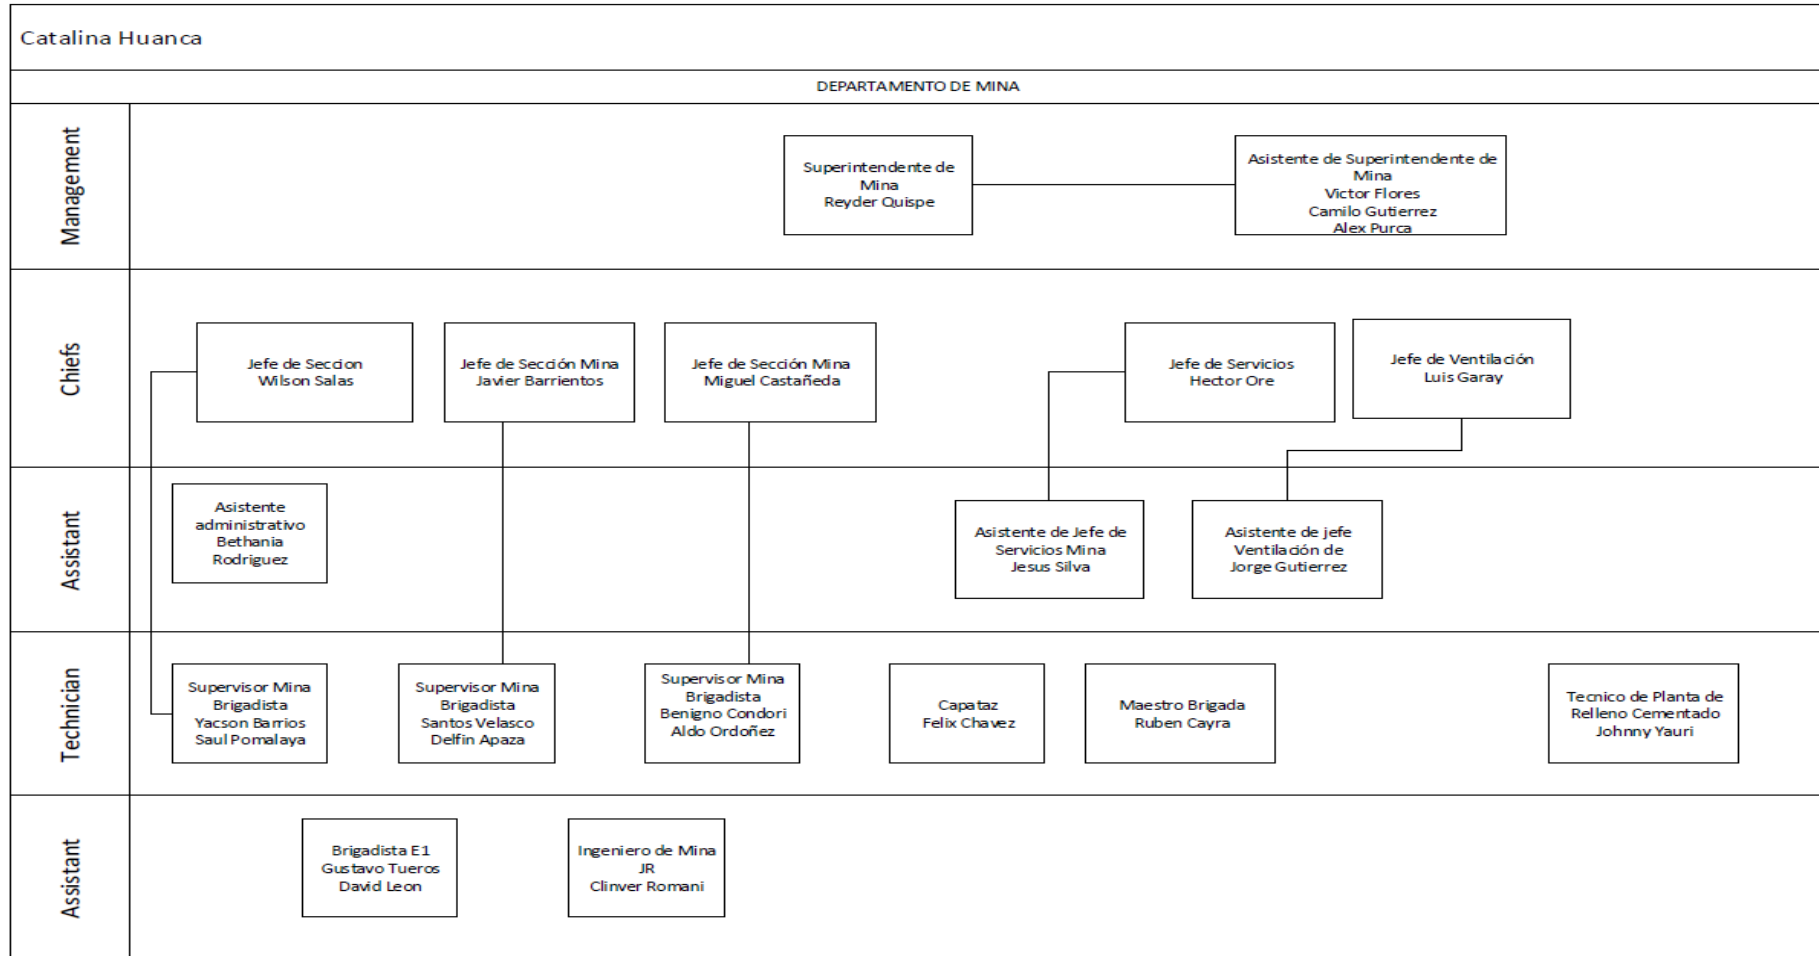 Catalina Huanca
DEPARTAMENTO DE MINA
Management
Superintendente de
Mina
Reyder Quispe
Asistente de Superintendente de
Mina
Victor Flores
Camilo Gutierrez
Alex Purca
Chiefs
Jefe de Seccion
Wilson Salas
Jefe de Sección Mina
Javier Barrientos
Jefe de Sección Mina
Miguel Castañeda
Jefe de Servicios
Hector Ore
Jefe de Ventilación
Luis Garay
Assistant
Asistente
administrativo
Bethania
Rodriguez
Asistente de Jefe de
Servicios Mina
Jesus Silva
Asistente de jefe
Ventilación de
Jorge Gutierrez
Technician
Supervisor Mina
Brigadista
Yacson Barrios
Saul Pomalaya
Supervisor Mina
Brigadista
Santos Velasco
Delfin Apaza
Supervisor Mina
Brigadista
Benigno Condori
Aldo Ordoñez
Capataz
Felix Chavez
Maestro Brigada
Ruben Cayra
Tecnico de Planta de
Relleno Cementado
Johnny Yauri
Assistant
Brigadista E1
Gustavo Tueros
David Leon
Ingeniero de Mina
JR
Clinver Romani